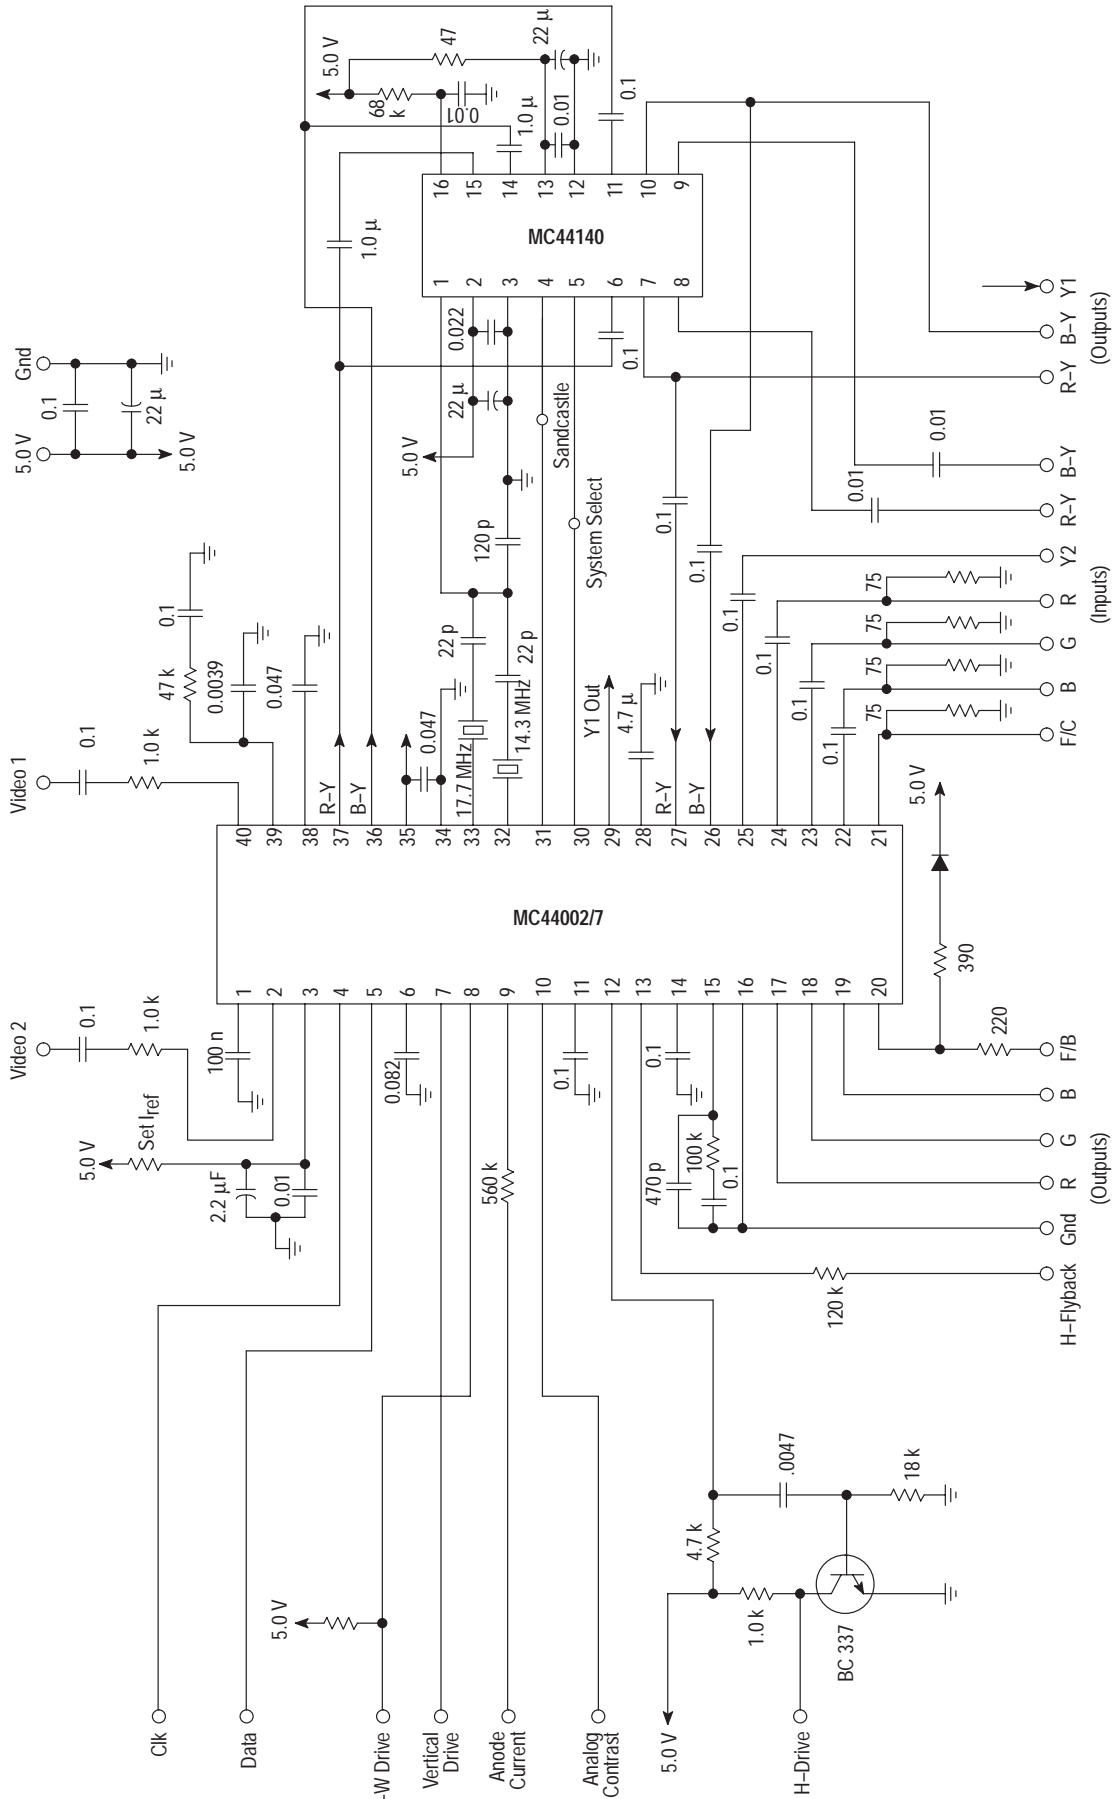 Video 2
0.1
1.0 k
Video 1
0.1
1.0 k
5.0 V
Gnd
0.1
22 µ
5.0 V
5.0 V
Set Iref
2.2 µF
0.01
100 n
0.082
560 k
0.1
0.1
470 p
100 k
0.1
120 k
Clk
Data
5.0 V
-W Drive
Vertical
Drive
Anode
Current
Analog
Contrast
5.0 V
H–Drive
4.7 k
1.0 k
BC 337
.0047
18 k
MC44002/7
1
2
3
4
5
6
7
8
9
10
11
12
13
14
15
16
17
18
19
20
40
39
38
37
36
35
34
33
32
31
30
29
28
27
26
25
24
23
22
21
47 k
0.1
0.0039
0.047
R–Y
B–Y
0.047
17.7 MHz
14.3 MHz
22 p
22 p
120 p
5.0 V
22 µ
0.022
Sandcastle
System Select
Y1 Out
4.7 µ
R–Y
B–Y
0.1
0.1
0.1
0.1
0.1
0.1
75
75
75
75
5.0 V
390
220
MC44140
1
2
3
4
5
6
7
8
16
15
14
13
12
11
10
9
1.0 µ
0.1
5.0 V
68
k
0.01
47
22 µ
1.0 µ
0.01
0.1
0.01
0.01
H–Flyback
Gnd
R
G
B
F/B
(Outputs)
F/C
B
G
R
Y2
R–Y
B–Y
(Inputs)
R–Y
B–Y
Y1
(Outputs)